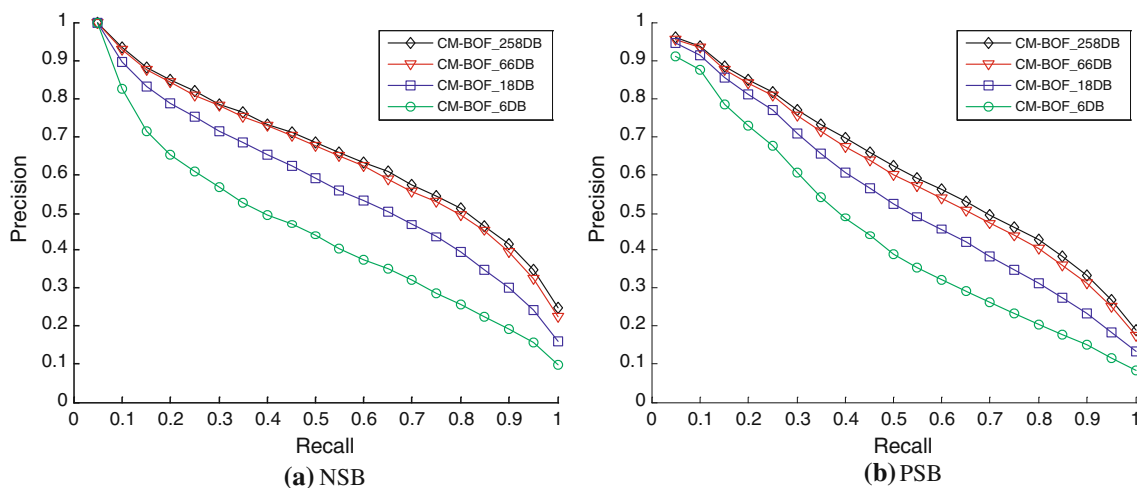 1
0.9
0.8
0.7
0.6
0.5
0.4
0.3
0.2
0.1
0
Precision
CM-BOF_258DB
CM-BOF_66DB
CM-BOF_18DB
CM-BOF_6DB
0.1 0.2 0.3 0.4 0.5 0.6 0.7 0.8 0.9 1
Recall
(a) NSB
1
0.9
0.8
0.7
0.6
0.5
0.4
0.3
0.2
0.1
0
Precision
CM-BOF_258DB
CM-BOF_66DB
CM-BOF_18DB
CM-BOF_6DB
0 0.1 0.2 0.3 0.4 0.5 0.6 0.7 0.8 0.9 1
Recall
(b) PSB